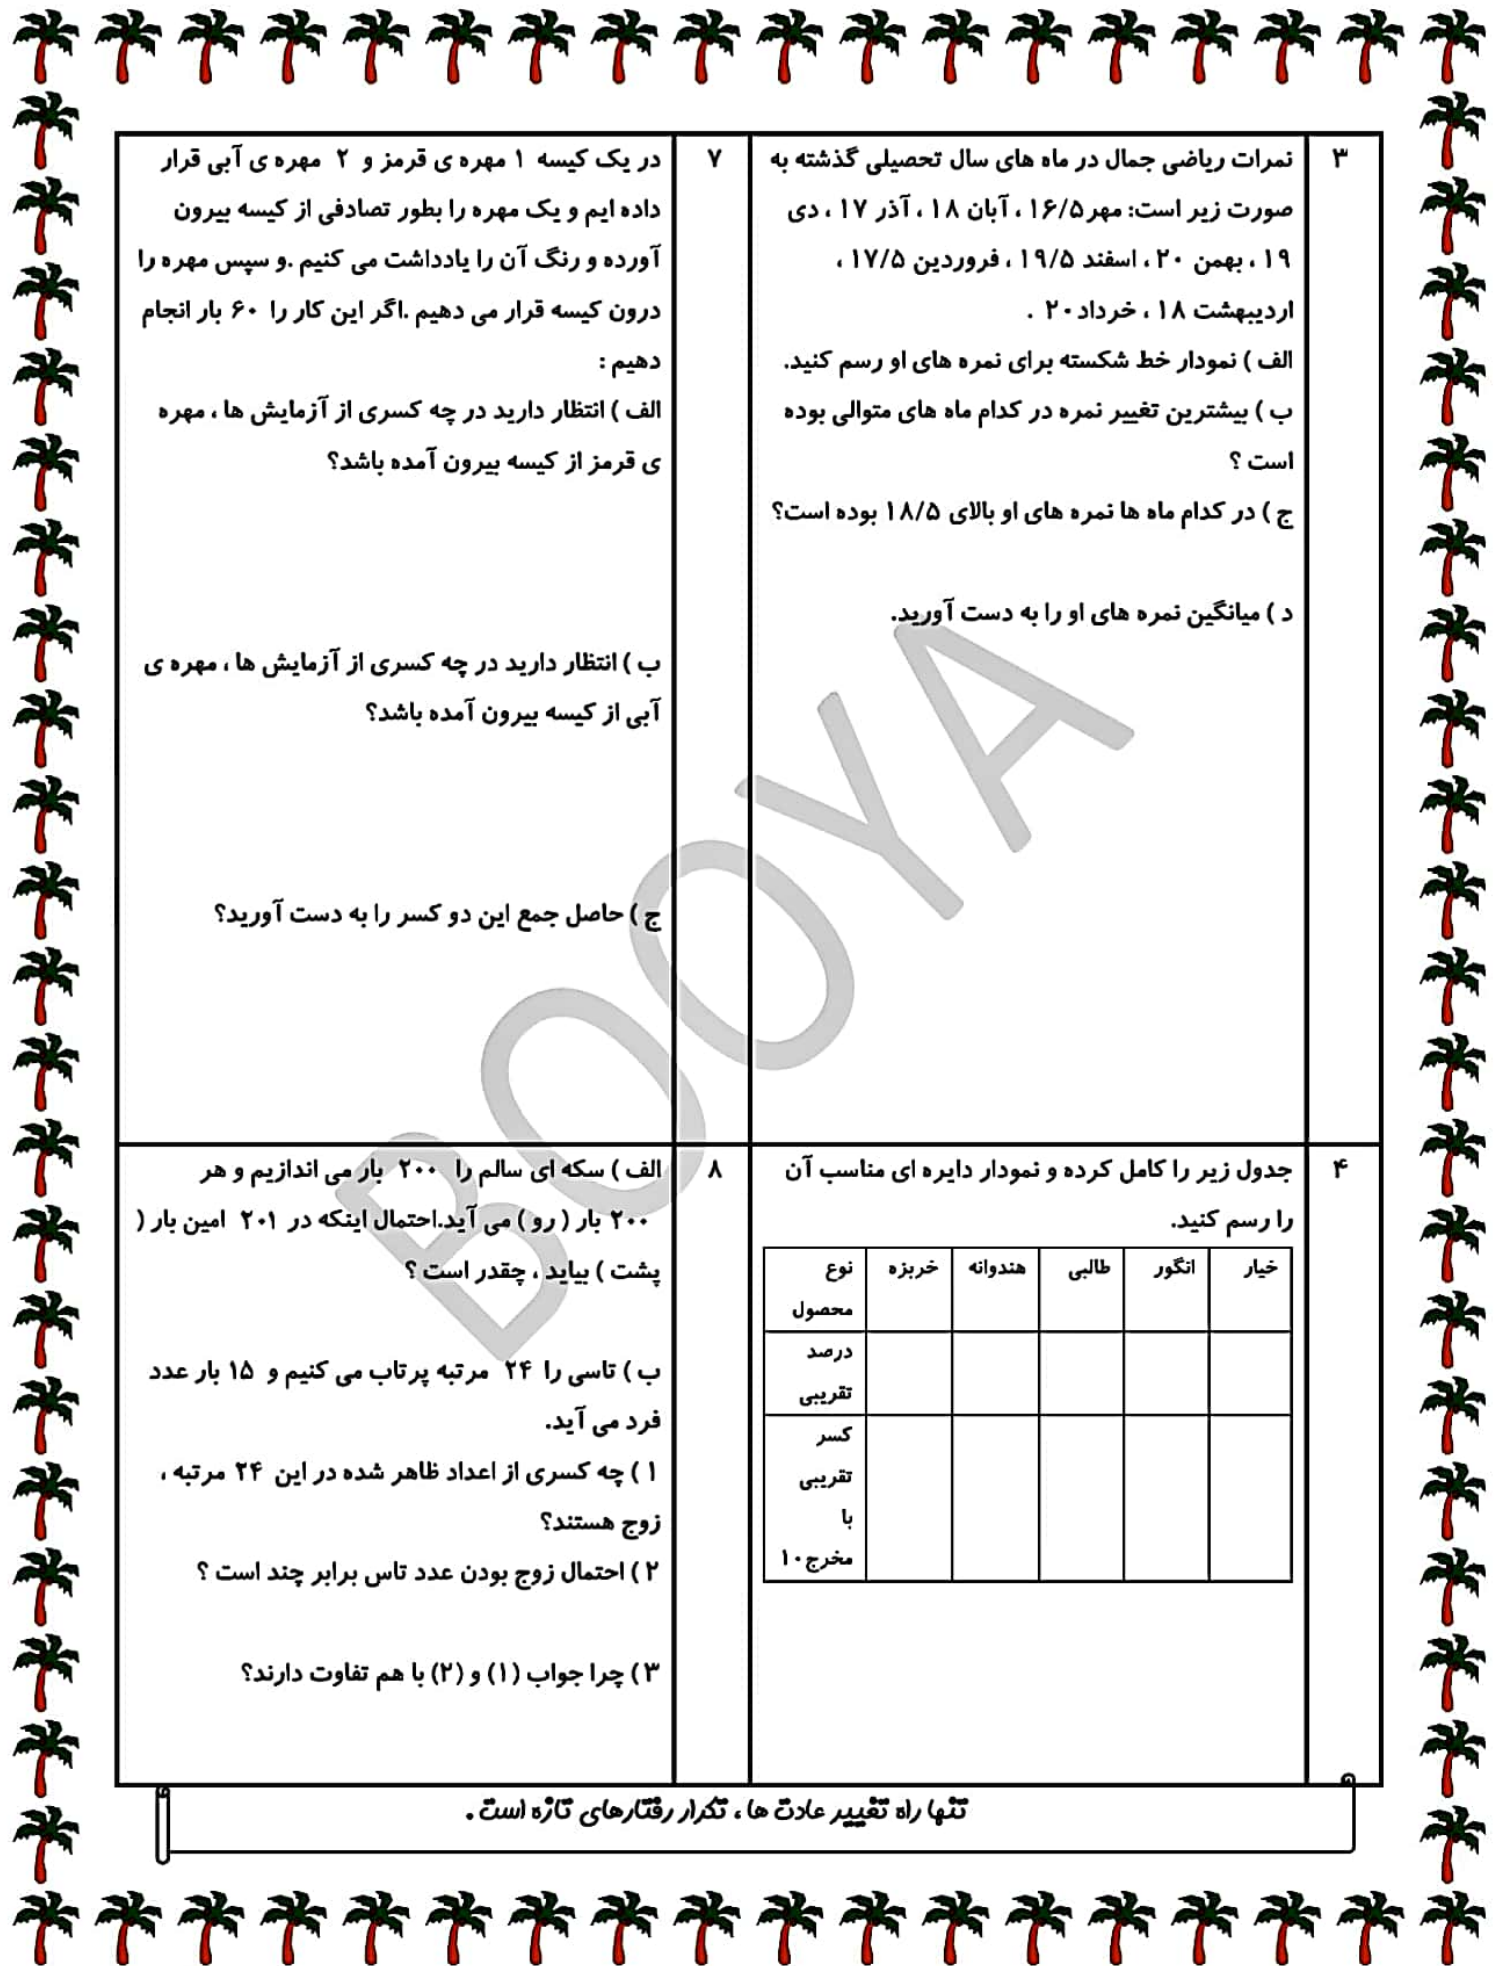 ۳
نمرات ریاضی جمال در ماه های سال تحصیلی گذشته به
صورت زیر است: مهر۱۶/۵ ، آبان ۱۸ ، آذر ۱۷ ، دی
۱۹ ، بهمن ۲۰ ، اسفند ۱۹/۵ ، فروردین ۱۷/۵ ،
اردیبهشت ۱۸ ، خرداد۲۰ .
الف ) نمودار خط شکسته برای نمره های او رسم کنید.
ب ) بیشترین تغییر نمره در کدام ماه های متوالی بوده
است ؟
ج ) در کدام ماه ها نمره های او بالای ۱۸/۵ بوده است؟
د ) میانگین نمره های او را به دست آورید.
۷
در یک کیسه ۱ مهره ی قرمز و ۲ مهره ی آبی قرار
داده ایم و یک مهره را بطور تصادفی از کیسه بیرون
آورده و رنگ آن را یادداشت می کنیم .و سپس مهره را
درون کیسه قرار می دهیم .اگر این کار را ۶۰ بار انجام
دهیم :
الف ) انتظار دارید در چه کسری از آزمایش ها ، مهره
ی قرمز از کیسه بیرون آمده باشد؟
ب ) انتظار دارید در چه کسری از آزمایش ها ، مهره ی
آبی از کیسه بیرون آمده باشد؟
ج ) حاصل جمع این دو کسر را به دست آورید؟
۴
جدول زیر را کامل کرده و نمودار دایره ای مناسب آن
را رسم کنید.
خیار انگور طالبی هندوانه خربزه نوع
محصول
درصد
تقریبی
کسر
تقریبی
با
مخرج۱۰
۸
الف ) سکه ای سالم را ۲۰۰ بار می اندازیم و هر
۲۰۰ بار ( رو ) می آید.احتمال اینکه در ۲۰۱ امین بار (
پشت ) بیاید ، چقدر است ؟
ب ) تاسی را ۲۴ مرتبه پرتاب می کنیم و ۱۵ بار عدد
فرد می آید.
۱ ) چه کسری از اعداد ظاهر شده در این ۲۴ مرتبه ،
زوج هستند؟
۲ ) احتمال زوج بودن عدد تاس برابر چند است ؟
۳ ) چرا جواب (۱) و (۲) با هم تفاوت دارند؟
تنها راه تغییر عادت ها ، تکرار رفتارهای تازه است .
BOOYA